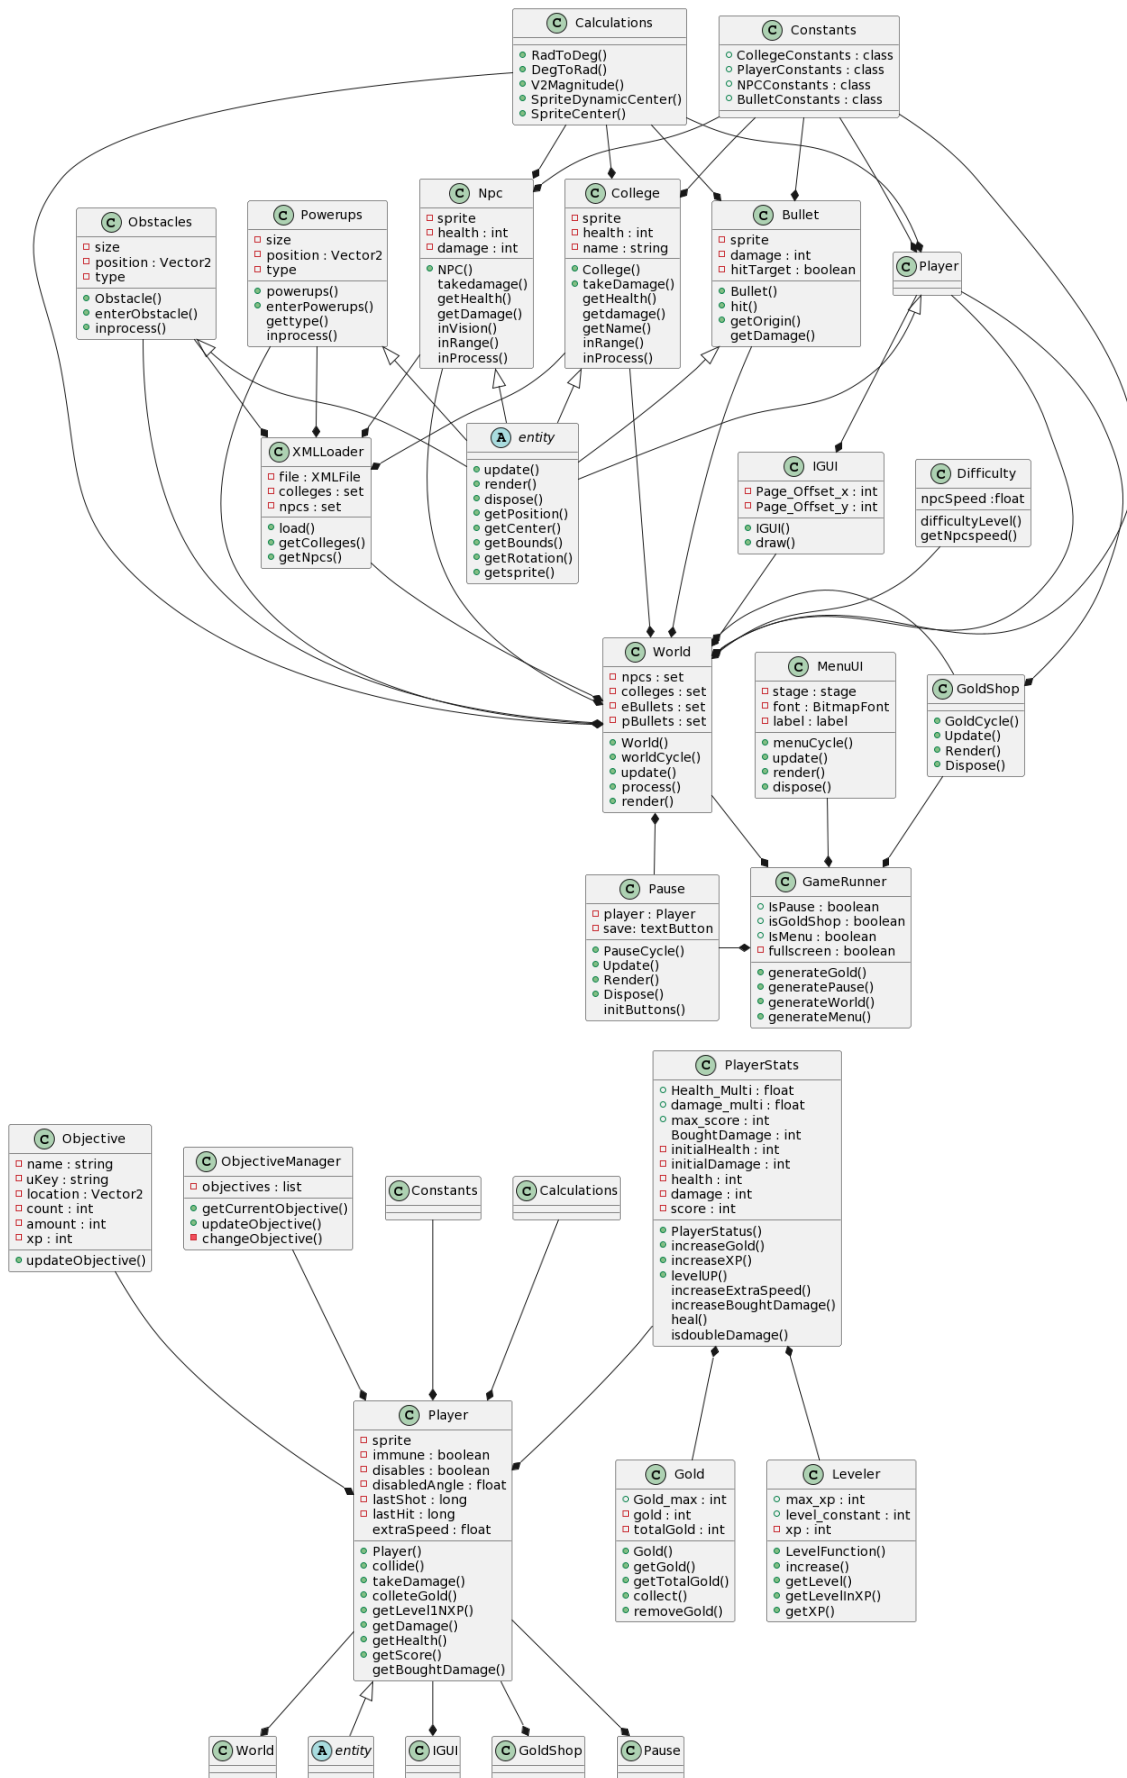 C Calculations
RadToDeg()
DegToRad()
V2Magnitude()
SpriteDynamicCenter()
SpriteCenter()
C Constants
CollegeConstants : class
PlayerConstants : class
NPCConstants : class
BulletConstants : class
C Obstacles
size
position : Vector2
type
Obstacle()
enterObstacle()
inprocess()
C Powerups
size
position : Vector2
type
powerups()
enterPowerups()
gettype()
inprocess()
C Npc
sprite
health : int
damage : int
NPC()
takedamage()
getHealth()
getDamage()
inVision()
inRange()
inProcess()
C College
sprite
health : int
name : string
College()
takeDamage()
getHealth()
getdamage()
getName()
inRange()
inProcess()
C Bullet
sprite
damage : int
hitTarget : boolean
Bullet()
hit()
getOrigin()
getDamage()
C Player
C XMLLoader
file : XMLFile
colleges : set
npcs : set
load()
getColleges()
getNpcs()
A entity
update()
render()
dispose()
getPosition()
getCenter()
getBounds()
getRotation()
getsprite()
C IGUI
Page_Offset_x : int
Page_Offset_y : int
IGUI()
draw()
C Difficulty
npcSpeed :float
difficultyLevel()
getNpcspeed()
C World
npcs : set
colleges : set
eBullets : set
pBullets : set
World()
worldCycle()
update()
process()
render()
C MenuUI
stage : stage
font : BitmapFont
label : label
menuCycle()
update()
render()
dispose()
C GoldShop
GoldCycle()
Update()
Render()
Dispose()
C Pause
player : Player
save: textButton
PauseCycle()
Update()
Render()
Dispose()
initButtons()
C GameRunner
IsPause : boolean
isGoldShop : boolean
IsMenu : boolean
fullscreen : boolean
generateGold()
generatePause()
generateWorld()
generateMenu()
C Objective
name : string
uKey : string
location : Vector2
count : int
amount : int
xp : int
updateObjective()
C ObjectiveManager
objectives : list
getCurrentObjective()
updateObjective()
changeObjective()
C Constants
C Calculations
C PlayerStats
Health_Multi : float
damage_multi : float
max_score : int
BoughtDamage : int
initialHealth : int
initialDamage : int
health : int
damage : int
score : int
PlayerStatus()
increaseGold()
increaseXP()
levelUP()
increaseExtraSpeed()
increaseBoughtDamage()
heal()
isdoubleDamage()
C Player
sprite
immune : boolean
disables : boolean
disabledAngle : float
lastShot : long
lastHit : long
extraSpeed : float
Player()
collide()
takeDamage()
colleteGold()
getLevel1NXP()
getDamage()
getHealth()
getScore()
getBoughtDamage()
C Gold
Gold_max : int
gold : int
totalGold : int
Gold()
getGold()
getTotalGold()
collect()
removeGold()
C Leveler
max_xp : int
level_constant : int
xp : int
LevelFunction()
increase()
getLevel()
getLevelInXP()
getXP()
C World
A entity
C IGUI
C GoldShop
C Pause